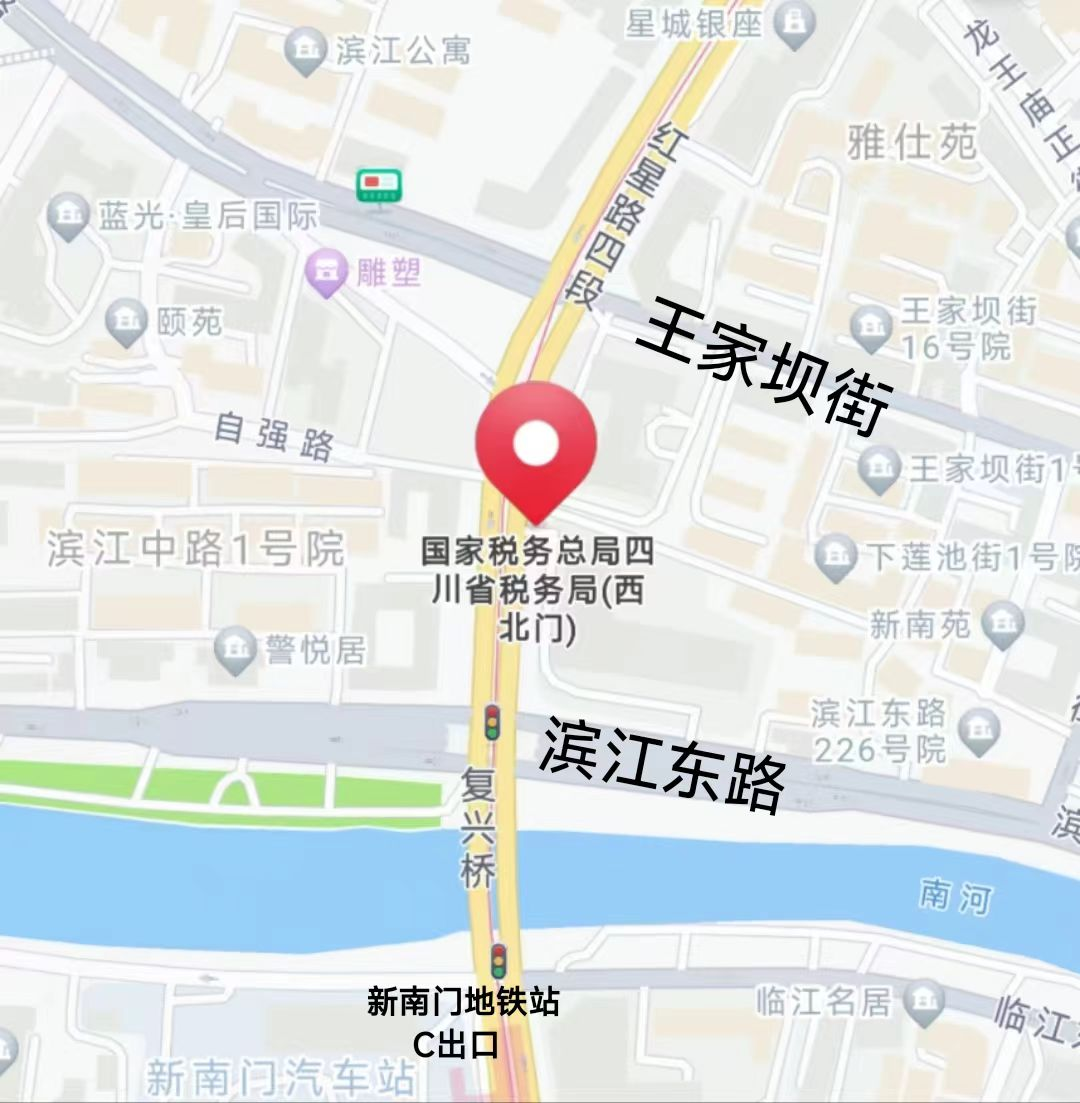 星城银座
滨江公寓
龙王庙正
红星路四段
雅仕苑
蓝光·皇后国际
雕塑
颐苑
王家坝街
王家坝街
16号院
自强路
王家坝街1号
滨江中路1号院
国家税务总局四
川省税务局(西
北门)
下莲池街1号院
新南苑
警悦居
滨江东路
226号院
滨江东路
复兴桥
滨
南河
新南门地铁站
C出口
临江名居
临江
新南门汽车站